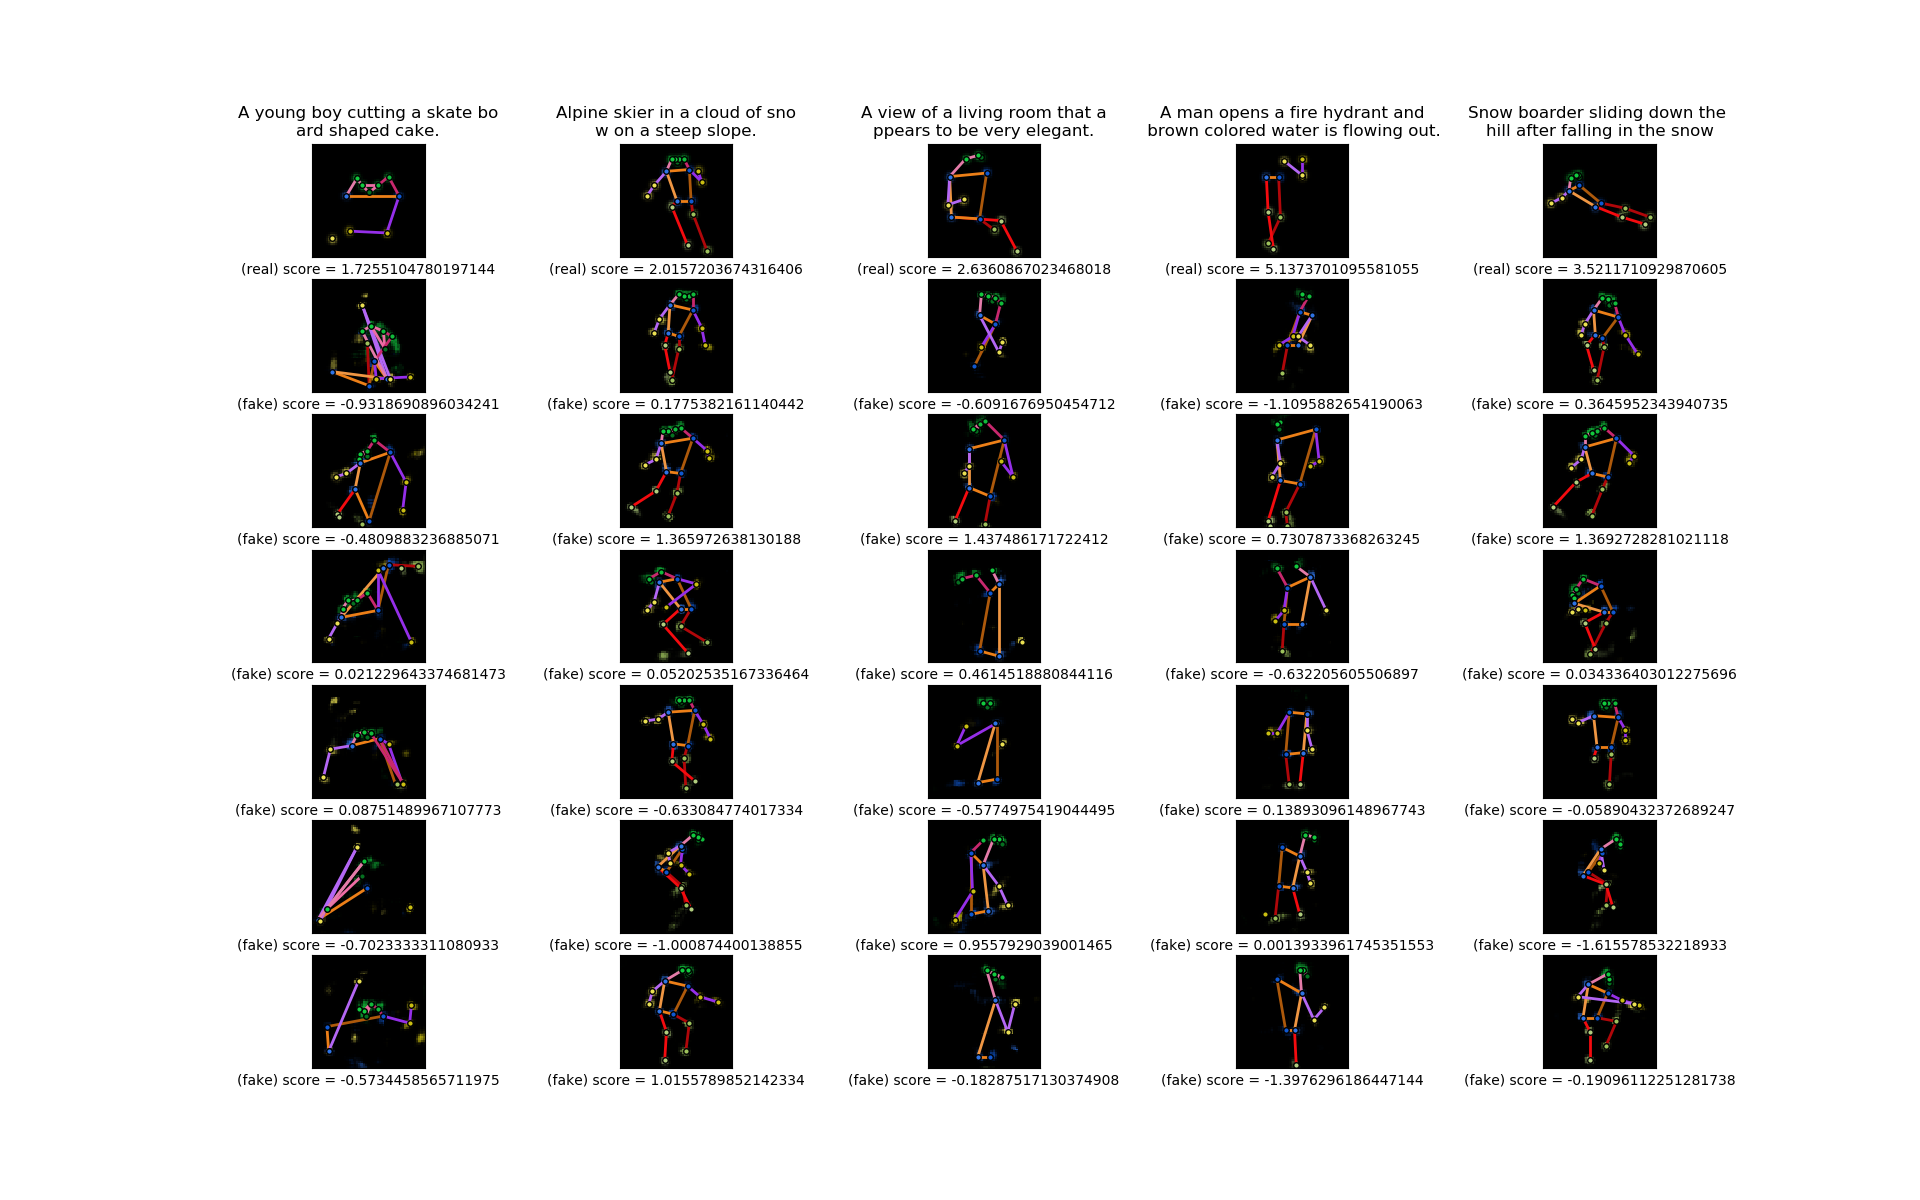 A young boy cutting a skate bo
ard shaped cake.
Alpine skier in a cloud of sno
w on a steep slope.
A view of a living room that a
ppears to be very elegant.
A man opens a fire hydrant and
brown colored water is flowing out.
Snow boarder sliding down the
hill after falling in the snow
(real) score = 1.7255104780197144
(real) score = 2.0157203674316406
(real) score = 2.6360867023468018
(real) score = 5.1373701095581055
(real) score = 3.5211710929870605
(fake) score = -0.9318690896034241
(fake) score = 0.1775382161140442
(fake) score = -0.6091676950454712
(fake) score = -1.1095882654190063
(fake) score = 0.3645952343940735
(fake) score = -0.4809883236885071
(fake) score = 1.365972638130188
(fake) score = 1.437486171722412
(fake) score = 0.7307873368263245
(fake) score = 1.3692728281021118
(fake) score = 0.021229643374681473
(fake) score = 0.05202535167336464
(fake) score = 0.4614518880844116
(fake) score = -0.632205605506897
(fake) score = 0.034336403012275696
(fake) score = 0.08751489967107773
(fake) score = -0.633084774017334
(fake) score = -0.5774975419044495
(fake) score = 0.13893096148967743
(fake) score = -0.05890432372689247
(fake) score = -0.7023333311080933
(fake) score = -1.000874400138855
(fake) score = 0.9557929039001465
(fake) score = 0.0013933961745351553
(fake) score = -1.615578532218933
(fake) score = -0.5734458565711975
(fake) score = 1.0155789852142334
(fake) score = -0.18287517130374908
(fake) score = -1.3976296186447144
(fake) score = -0.19096112251281738